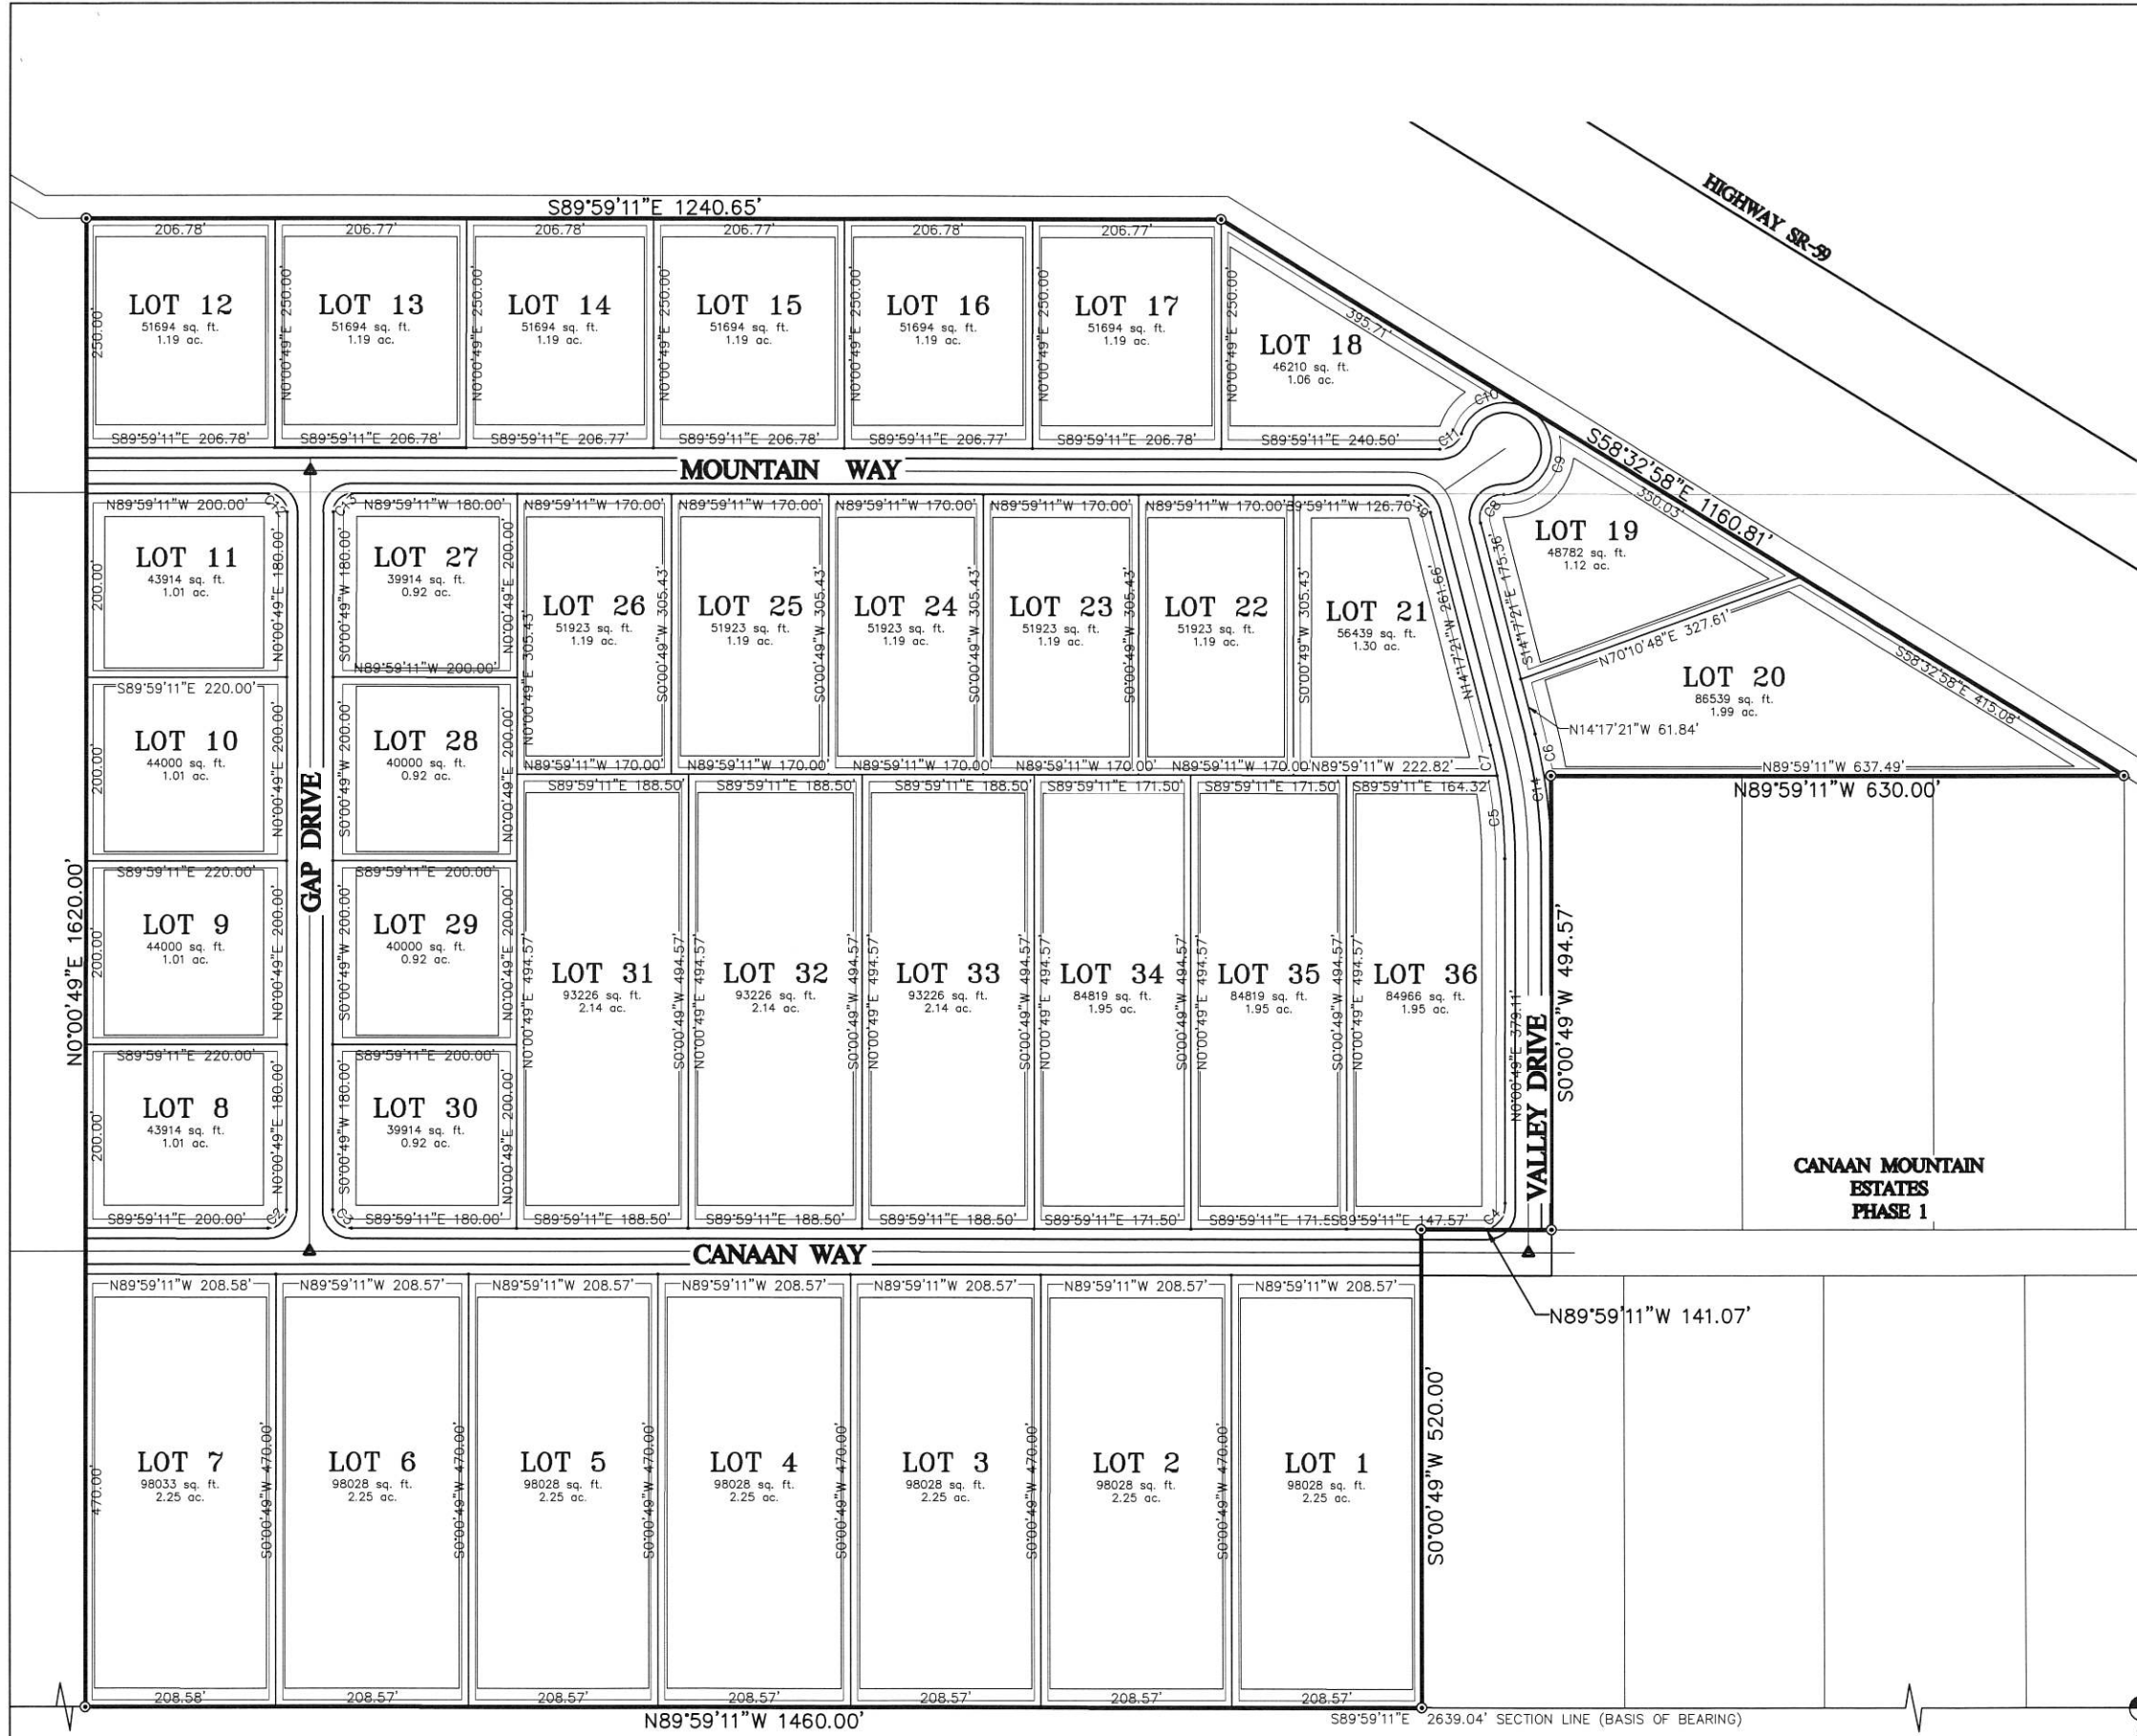 HIGHWAY SR-59
S89°59'11"E 1240.65'
206.78'
206.77'
206.78'
206.77'
206.78'
206.77'
250.00'
N0°00'49"E 250.00'
N0°00'49"E 250.00'
N0°00'49"E 250.00'
N0°00'49"E 250.00'
N0°00'49"E 250.00'
N0°00'49"E 250.00'
LOT 12
51694 sq. ft.
1.19 ac.
LOT 13
51694 sq. ft.
1.19 ac.
LOT 14
51694 sq. ft.
1.19 ac.
LOT 15
51694 sq. ft.
1.19 ac.
LOT 16
51694 sq. ft.
1.19 ac.
LOT 17
51694 sq. ft.
1.19 ac.
LOT 18
46210 sq. ft.
1.06 ac.
395.71'
C10
C11
S89°59'11"E 206.78'
S89°59'11"E 206.78'
S89°59'11"E 206.77'
S89°59'11"E 206.78'
S89°59'11"E 206.77'
S89°59'11"E 206.78'
S89°59'11"E 240.50'
S58°32'58"E 1160.81'
MOUNTAIN WAY
C9
C8
350.03'
N89°59'11"W 200.00'
C12
C13
N89°59'11"W 180.00'
N89°59'11"W 170.00'
N89°59'11"W 170.00'
N89°59'11"W 170.00'
N89°59'11"W 170.00'
N89°59'11"W 170.00'
89°59'11"W 126.70'
LOT 11
43914 sq. ft.
1.01 ac.
200.00'
N0°00'49"E 180.00'
S0°00'49"W 180.00'
LOT 27
39914 sq. ft.
0.92 ac.
N0°00'49"E 200.00'
N89°59'11"W 200.00'
N0°00'49"E 305.43'
LOT 26
51923 sq. ft.
1.19 ac.
S0°00'49"W 305.43'
LOT 25
51923 sq. ft.
1.19 ac.
S0°00'49"W 305.43'
LOT 24
51923 sq. ft.
1.19 ac.
S0°00'49"W 305.43'
LOT 23
51923 sq. ft.
1.19 ac.
S0°00'49"W 305.43'
LOT 22
51923 sq. ft.
1.19 ac.
S0°00'49"W 305.43'
LOT 21
56439 sq. ft.
1.30 ac.
N14°17'21"W 261.66'
S14°17'21"E 175.36'
LOT 19
48782 sq. ft.
1.12 ac.
N70°10'48"E 327.61'
LOT 20
86539 sq. ft.
1.99 ac.
S58°32'58"E 415.08'
N14°17'21"W 61.84'
C6
C7
N89°59'11"W 637.49'
N89°59'11"W 630.00'
S89°59'11"E 220.00'
LOT 10
44000 sq. ft.
1.01 ac.
200.00'
N0°00'49"E 200.00'
GAP DRIVE
S0°00'49"W 200.00'
LOT 28
40000 sq. ft.
0.92 ac.
N0°00'49"E 200.00'
N89°59'11"W 170.00'
N89°59'11"W 170.00'
N89°59'11"W 170.00'
N89°59'11"W 170.00'
N89°59'11"W 170.00'
N89°59'11"W 222.82'
S89°59'11"E 188.50'
S89°59'11"E 188.50'
S89°59'11"E 188.50'
S89°59'11"E 171.50'
S89°59'11"E 171.50'
S89°59'11"E 164.32'
C5
C14
N0°00'49"E 1620.00'
S89°59'11"E 220.00'
LOT 9
44000 sq. ft.
1.01 ac.
200.00'
N0°00'49"E 200.00'
S89°59'11"E 200.00'
S0°00'49"W 200.00'
LOT 29
40000 sq. ft.
0.92 ac.
N0°00'49"E 200.00'
N0°00'49"E 494.57'
LOT 31
93226 sq. ft.
2.14 ac.
S0°00'49"W 494.57'
N0°00'49"E 494.57'
LOT 32
93226 sq. ft.
2.14 ac.
S0°00'49"W 494.57'
N0°00'49"E 494.57'
LOT 33
93226 sq. ft.
2.14 ac.
S0°00'49"W 494.57'
N0°00'49"E 494.57'
LOT 34
84819 sq. ft.
1.95 ac.
S0°00'49"W 494.57'
N0°00'49"E 494.57'
LOT 35
84819 sq. ft.
1.95 ac.
S0°00'49"W 494.57'
N0°00'49"E 494.57'
LOT 36
84966 sq. ft.
1.95 ac.
N0°00'49"E 379.11'
VALLEY DRIVE
S0°00'49"W 494.57'
S89°59'11"E 220.00'
LOT 8
43914 sq. ft.
1.01 ac.
200.00'
N0°00'49"E 180.00'
S89°59'11"E 200.00'
S0°00'49"W 180.00'
LOT 30
39914 sq. ft.
0.92 ac.
N0°00'49"E 200.00'
CANAAN MOUNTAIN
ESTATES
PHASE 1
S89°59'11"E 200.00'
C2
C3
S89°59'11"E 180.00'
S89°59'11"E 188.50'
S89°59'11"E 188.50'
S89°59'11"E 188.50'
S89°59'11"E 171.50'
S89°59'11"E 171.5
S89°59'11"E 147.57'
C4
CANAAN WAY
N89°59'11"W 141.07'
N89°59'11"W 208.58'
N89°59'11"W 208.57'
N89°59'11"W 208.57'
N89°59'11"W 208.57'
N89°59'11"W 208.57'
N89°59'11"W 208.57'
N89°59'11"W 208.57'
LOT 7
98033 sq. ft.
2.25 ac.
LOT 6
98028 sq. ft.
2.25 ac.
LOT 5
98028 sq. ft.
2.25 ac.
LOT 4
98028 sq. ft.
2.25 ac.
LOT 3
98028 sq. ft.
2.25 ac.
LOT 2
98028 sq. ft.
2.25 ac.
LOT 1
98028 sq. ft.
2.25 ac.
470.00'
S0°00'49"W 470.00'
S0°00'49"W 470.00'
S0°00'49"W 470.00'
S0°00'49"W 470.00'
S0°00'49"W 470.00'
S0°00'49"W 470.00'
S0°00'49"W 520.00'
208.58'
208.57'
208.57'
208.57'
208.57'
208.57'
208.57'
N89°59'11"W 1460.00'
S89°59'11"E 2639.04' SECTION LINE (BASIS OF BEARING)